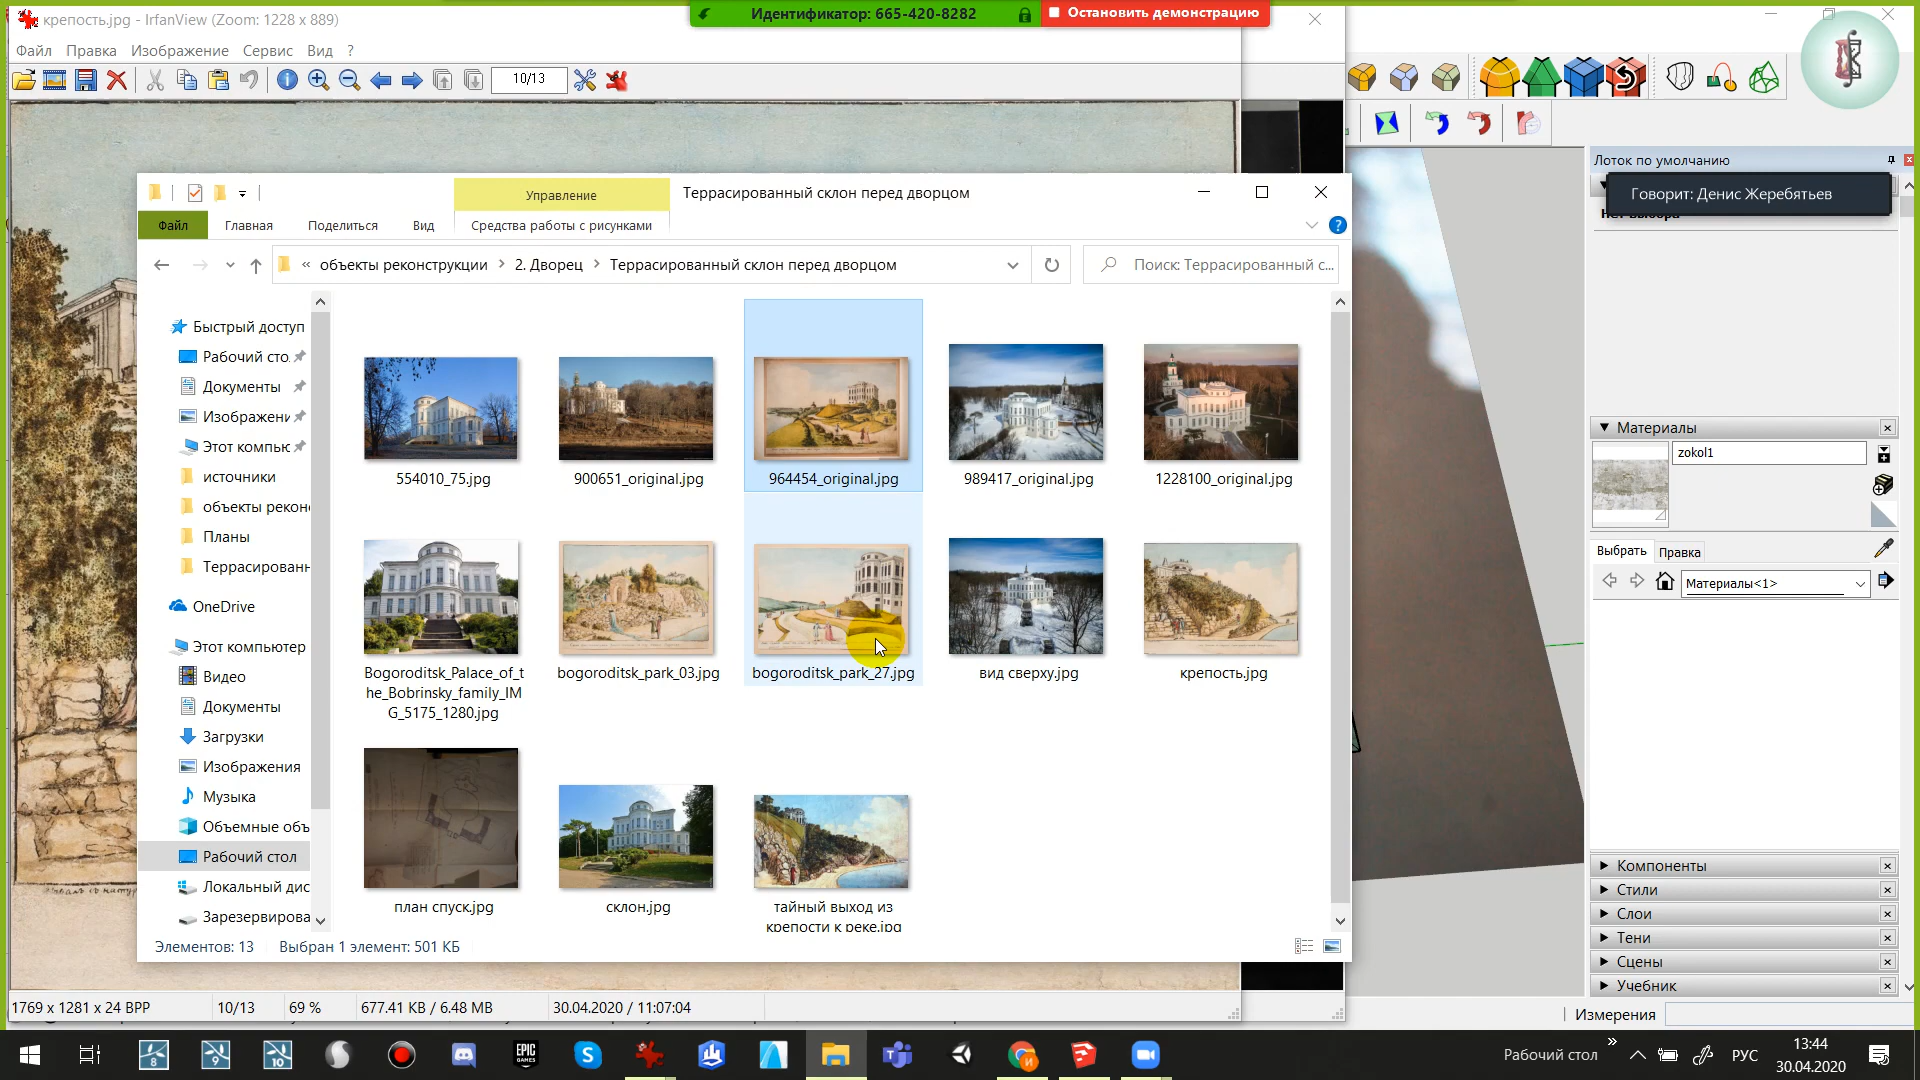 крепость.jpg - IrfanView (Zoom: 1228 x 889)
Идентификатор: 665-420-8282
Остановить демонстрацию
Файл Правка Изображение Сервис Вид ?
10/13
Лоток по умолчанию
Говорит: Денис Жеребятьев
Управление
Террасированный склон перед дворцом
Файл Главная Поделиться Вид Средства работы с рисунками
« объекты реконструкции > 2. Дворец > Террасированный склон перед дворцом
Поиск: Террасированный с...
Быстрый доступ
Рабочий сто.
Документы
Изображени
Этот компьк
источники
объекты рекон
Планы
Террасированн
OneDrive
Этот компьютер
Видео
Документы
Загрузки
Изображения
Музыка
Объемные объ
Рабочий стол
Локальный дис
Зарезервирова
554010_75.jpg
900651_original.jpg
964454_original.jpg
989417_original.jpg
1228100_original.jpg
Bogoroditsk_Palace_of_t
he_Bobrinsky_family_IM
G_5175_1280.jpg
bogoroditsk_park_03.jpg
bogoroditsk_park_27.jpg
вид сверху.jpg
крепость.jpg
план спуск.jpg
склон.jpg
тайный выход из
крепости к реке.jpg
Элементов: 13 Выбран 1 элемент: 501 КБ
Материалы
zokol1
Выбрать Правка
Материалы<1>
Компоненты
Стили
Слои
Тени
Сцены
Учебник
Измерения
1769 x 1281 x 24 BPP 10/13 69 % 677.41 KB / 6.48 MB 30.04.2020 / 11:07:04
8 9 10
EPIC
GAMES
Рабочий стол
РУС
13:44
30.04.2020